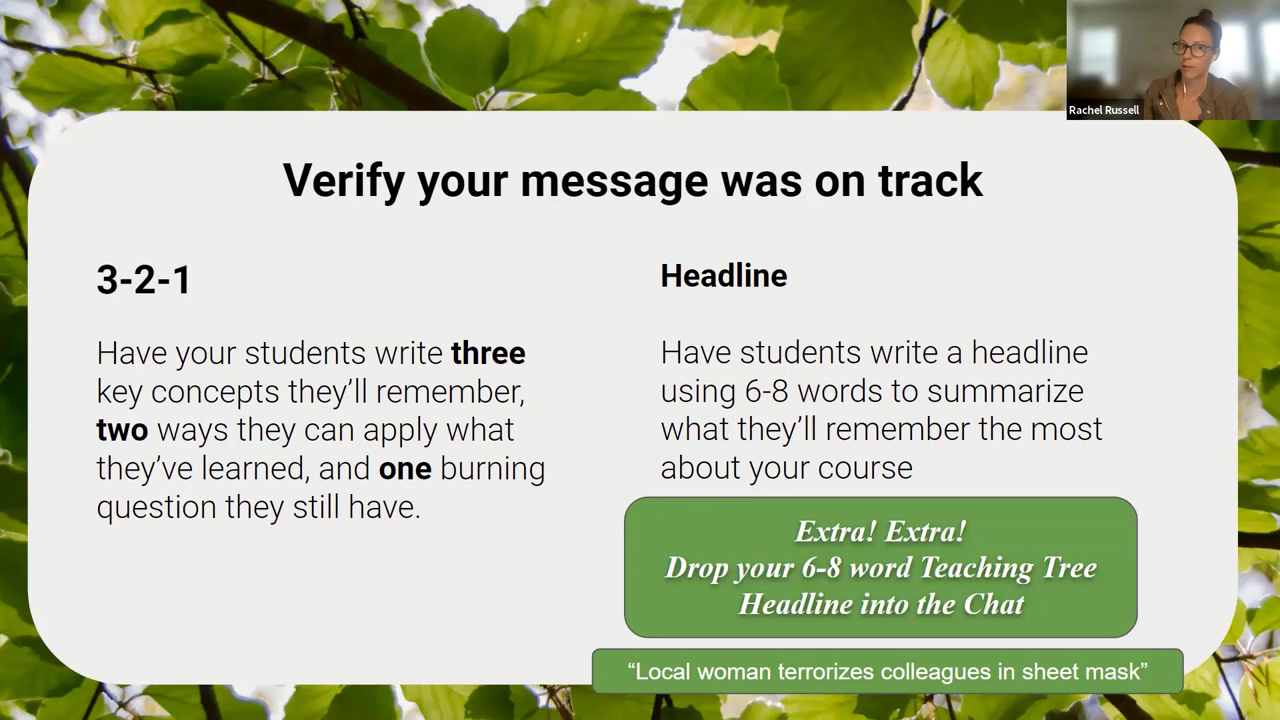 Rachel Russell
Verify your message was on track
3-2-1
Have your students write three
key concepts they’ll remember,
two ways they can apply what
they’ve learned, and one burning
question they still have.
Headline
Have students write a headline
using 6-8 words to summarize
what they’ll remember the most
about your course
Extra! Extra!
Drop your 6-8 word Teaching Tree
Headline into the Chat
“Local woman terrorizes colleagues in sheet mask”